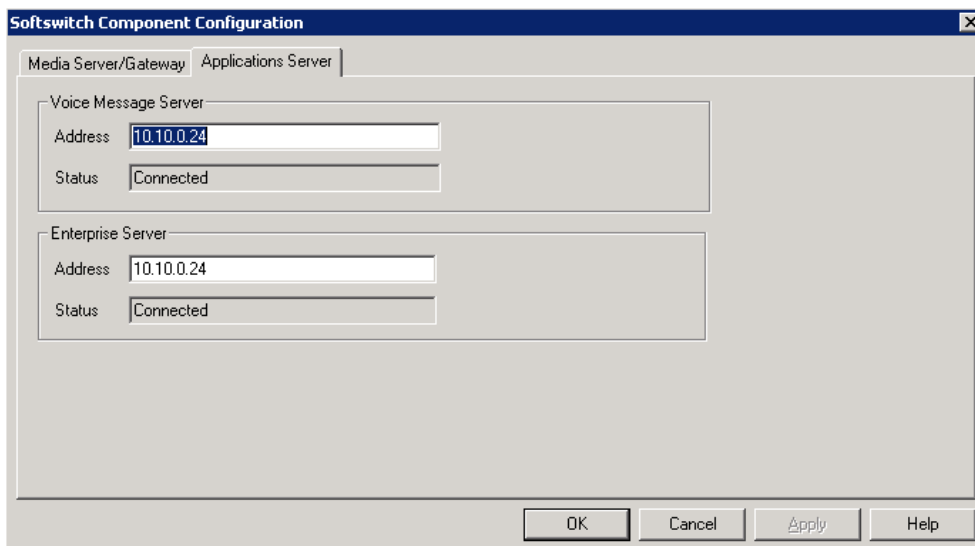 Softswitch Component Configuration
Media Server/Gateway Applications Server
Voice Message Server
Address 10.10.0.24
Status Connected
Enterprise Server
Address 10.10.0.24
Status Connected
OK Cancel Apply Help